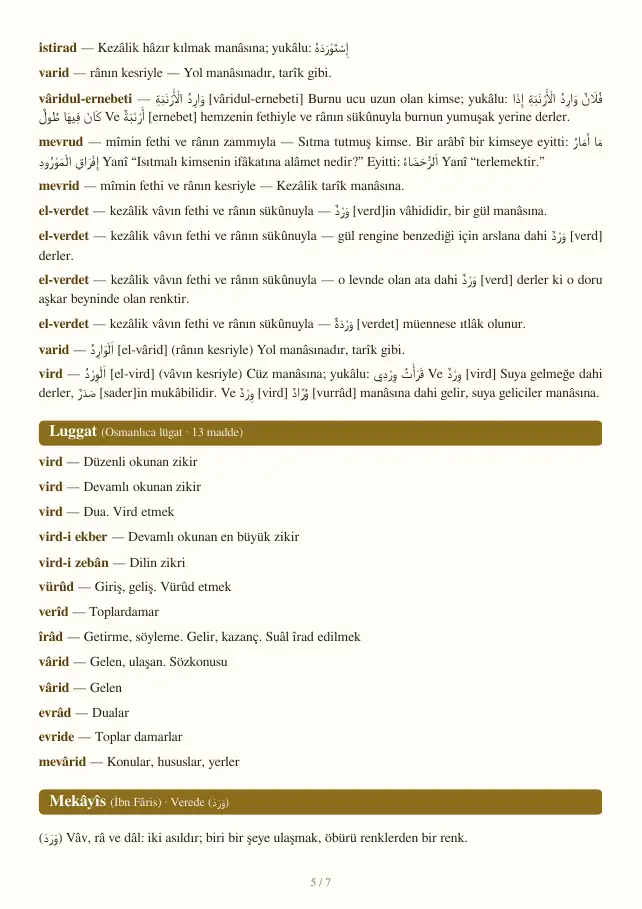 istirad — Kezâlik hâzır kılmak manâsına; yukâlu: إِسْتَوْرَدَهُ
varid — rânın kesriyle — Yol manâsınadır, tarîk gibi.
vâridul-ernebeti — وَارِدُ الْأَرْنَبَةِ [vâridul-ernebeti] Burnu ucu uzun olan kimse; yukâlu: فُلَانٌ وَارِدُ الْأَرْنَبَةِ إِذَا
كَانَ فِيهَا طُولٌ Ve أَرْنَبَةٌ [ernebet] hemzenin fethiyle ve rânın sükûnuyla burnun yumuşak yerine derler.
mevrud — mîmin fethi ve rânın zammıyla — Sıtma tutmuş kimse. Bir arâbî bir kimseye eyitti: مَا أَمَارُ
إِفْرَاقِ الْمَوْرُودِ Yanî “Isıtmalı kimsenin ifâkatına alâmet nedir?” Eyitti: اَلرُّحَضَاءُ Yanî “terlemektir.”
mevrid — mîmin fethi ve rânın kesriyle — Kezâlik tarîk manâsına.
el-verdet — kezâlik vâvın fethi ve rânın sükûnuyla — وَرْدٌ [verd]in vâhididir, bir gül manâsına.
el-verdet — kezâlik vâvın fethi ve rânın sükûnuyla — gül rengine benzediği için arslana dahi وَرْدٌ [verd]
derler.
el-verdet — kezâlik vâvın fethi ve rânın sükûnuyla — o levnde olan ata dahi وَرْدٌ [verd] derler ki o doru
aşkar beyninde olan renktir.
el-verdet — kezâlik vâvın fethi ve rânın sükûnuyla — وَرْدَةٌ [verdet] müennese ıtlâk olunur.
varid — اَلْوَارِدُ [el-vârid] (rânın kesriyle) Yol manâsınadır, tarîk gibi.
vird — اَلْوِرْدُ [el-vird] (vâvın kesriyle) Cüz manâsına; yukâlu: قَرَأْتُ وِرْدِى Ve وِرْدٌ [vird] Suya gelmeğe dahi
derler, صَدَرٌ [sader]in mukâbilidir. Ve وِرْدٌ [vird] وُرَّادٌ [vurrâd] manâsına dahi gelir, suya geliciler manâsına.
Luggat (Osmanlıca lügat · 13 madde)
vird — Düzenli okunan zikir
vird — Devamlı okunan zikir
vird — Dua. Vird etmek
vird-i ekber — Devamlı okunan en büyük zikir
vird-i zebân — Dilin zikri
vürûd — Giriş, geliş. Vürûd etmek
verîd — Toplardamar
îrâd — Getirme, söyleme. Gelir, kazanç. Suâl îrad edilmek
vârid — Gelen, ulaşan. Sözkonusu
vârid — Gelen
evrâd — Dualar
evride — Toplar damarlar
mevârid — Konular, hususlar, yerler
Mekâyîs (İbn Fâris) · Verede (وَرَدَ)
(وَرَدَ) Vâv, râ ve dâl: iki asıldır; biri bir şeye ulaşmak, öbürü renklerden bir renk.
5 / 7